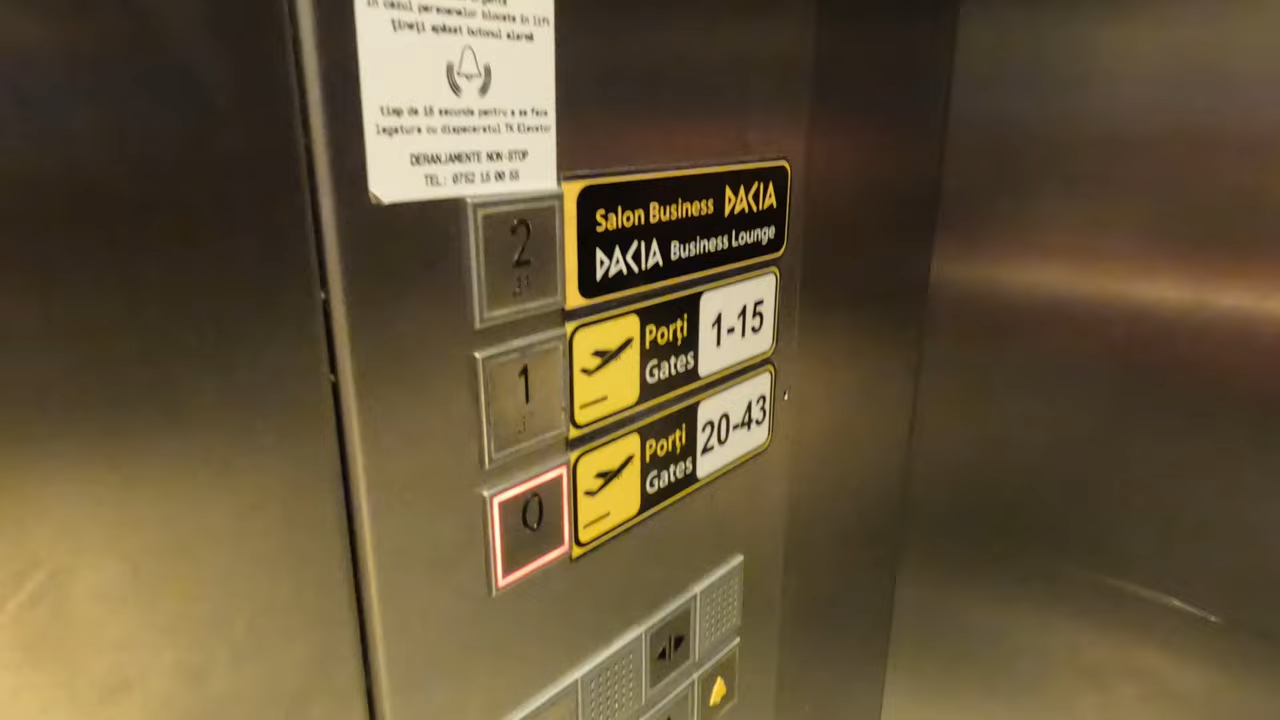 în cazul persoanelor blocate în lift
țineți apăsat butonul alarmă
timp de 15 secunde pentru a se face
legatura cu dispeceratul TK Elevator
DERANJAMENTE NON-STOP
TEL: 0752 15 00 55
2
Salon Business DACIA
DACIA Business Lounge
1
Porți
Gates
1-15
0
Porți
Gates
20-43